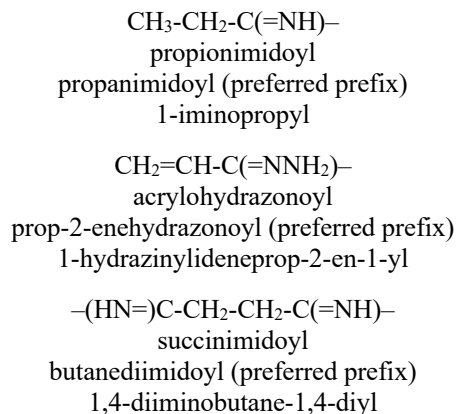 CH₃-CH₂-C(=NH)–
propionimidoyl
propanimidoyl (preferred prefix)
1-iminopropyl
CH₂=CH-C(=NNH₂)–
acrylohydrazonoyl
prop-2-enehydrazonoyl (preferred prefix)
1-hydrazinylideneprop-2-en-1-yl
–(HN=)C-CH₂-CH₂-C(=NH)–
succinimidoyl
butanediimidoyl (preferred prefix)
1,4-diiminobutane-1,4-diyl